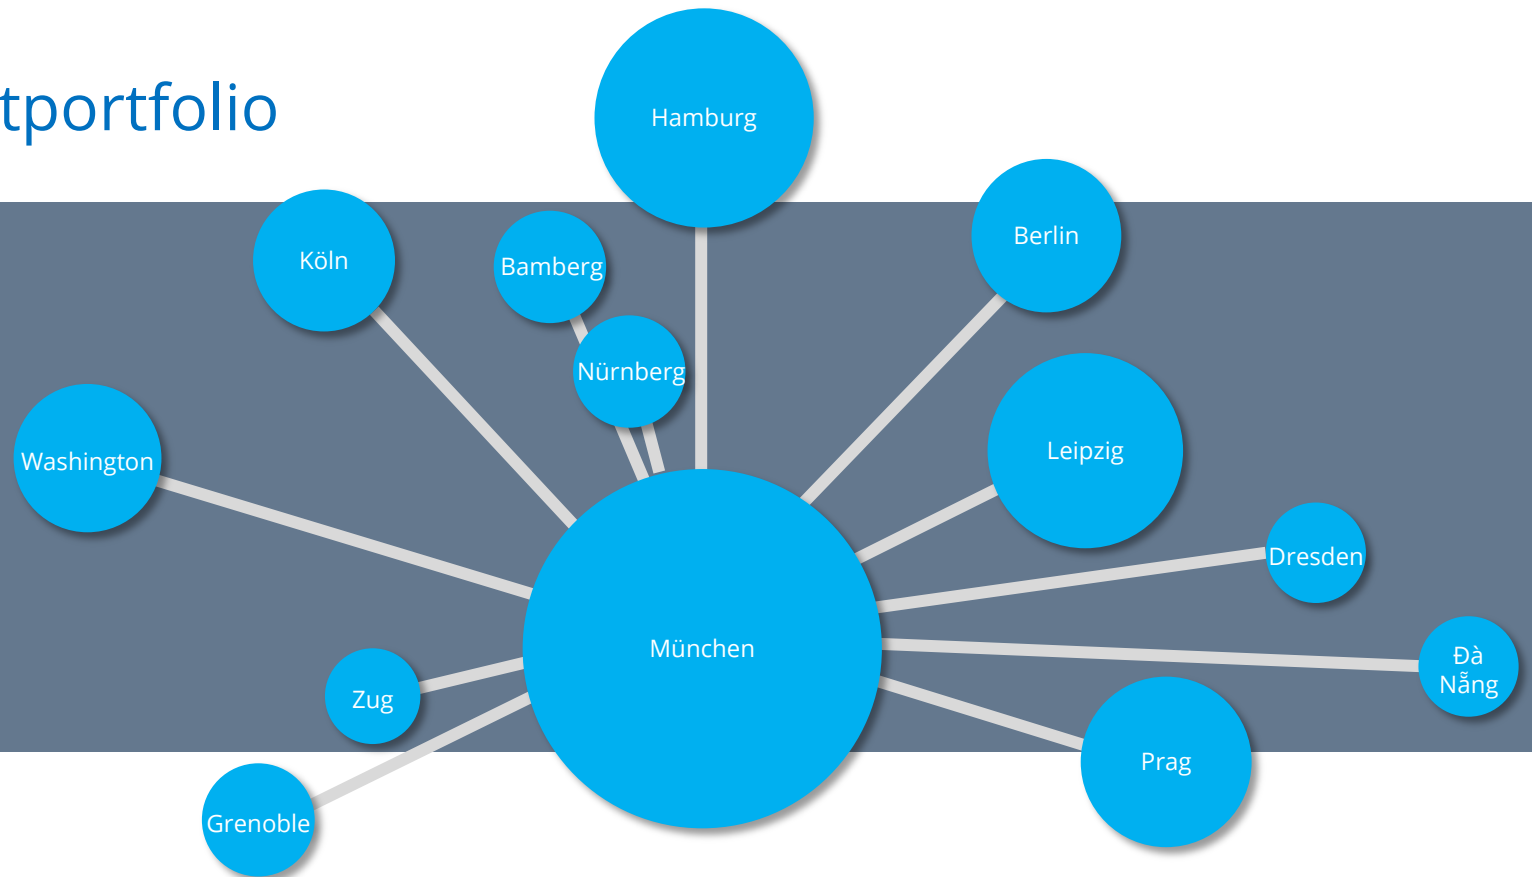 tportfolio
Hamburg
Berlin
Köln
Bamberg
Nürnberg
Leipzig
Washington
Dresden
München
Đà
Nẵng
Zug
Prag
Grenoble